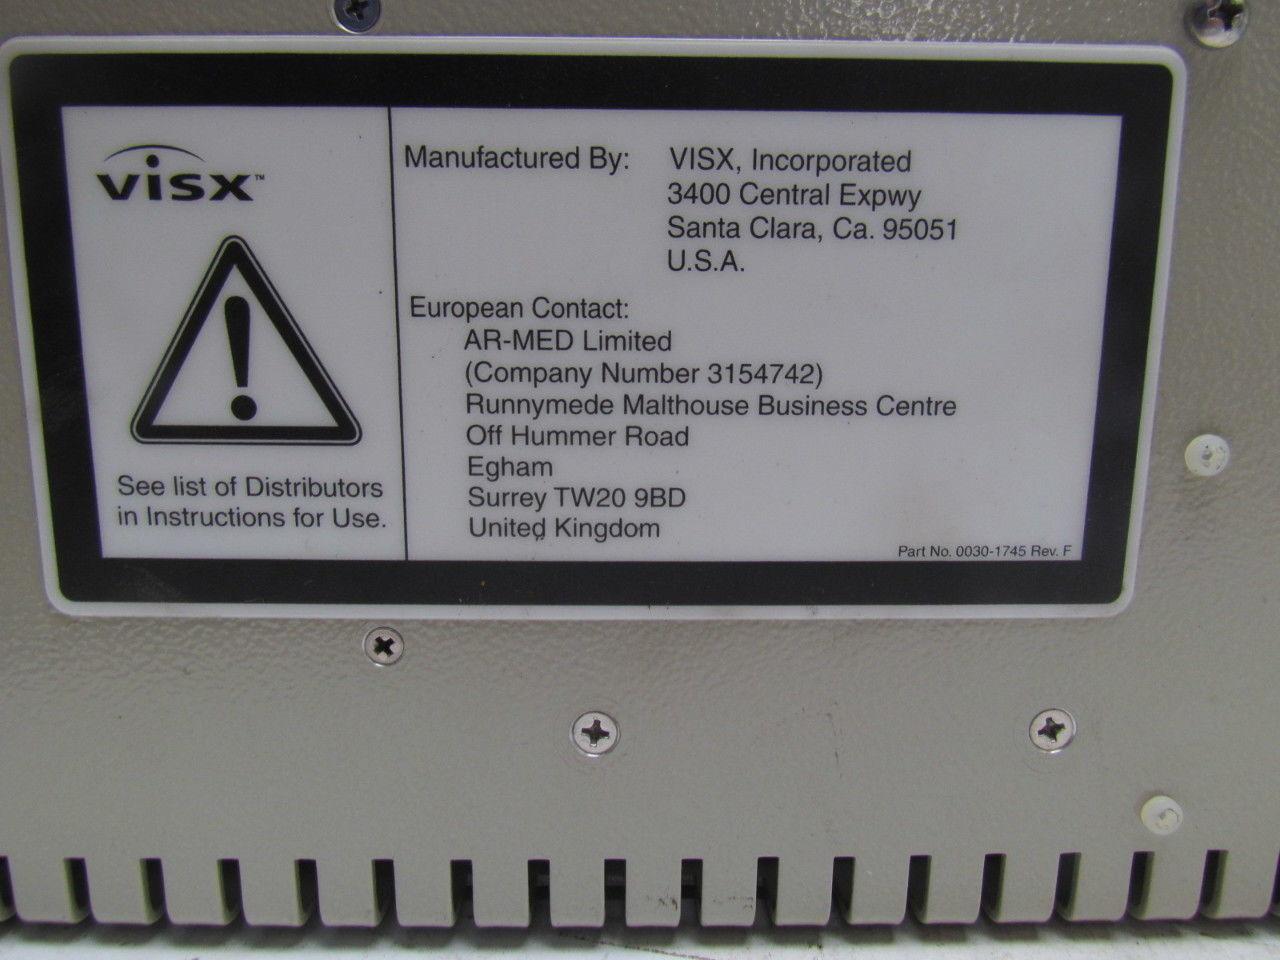 VISX™
See list of Distributors
in Instructions for Use.
Manufactured By: VISX, Incorporated
3400 Central Expwy
Santa Clara, Ca. 95051
U.S.A.
European Contact:
AR-MED Limited
(Company Number 3154742)
Runnymede Malthouse Business Centre
Off Hummer Road
Egham
Surrey TW20 9BD
United Kingdom
Part No. 0030-1745 Rev. F